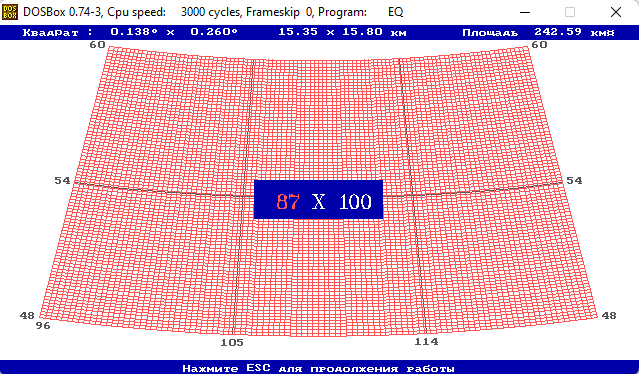 DOS BOX DOSBox 0.74-3, Cpu speed: 3000 cycles, Frameskip 0, Program: EQ
Квадрат : 0.138° x 0.260° 15.35 x 15.80 км Площадь 242.59 км²
60 60
54 54
87 X 100
48 48
96
105 114
Нажмите ESC для продолжения работы